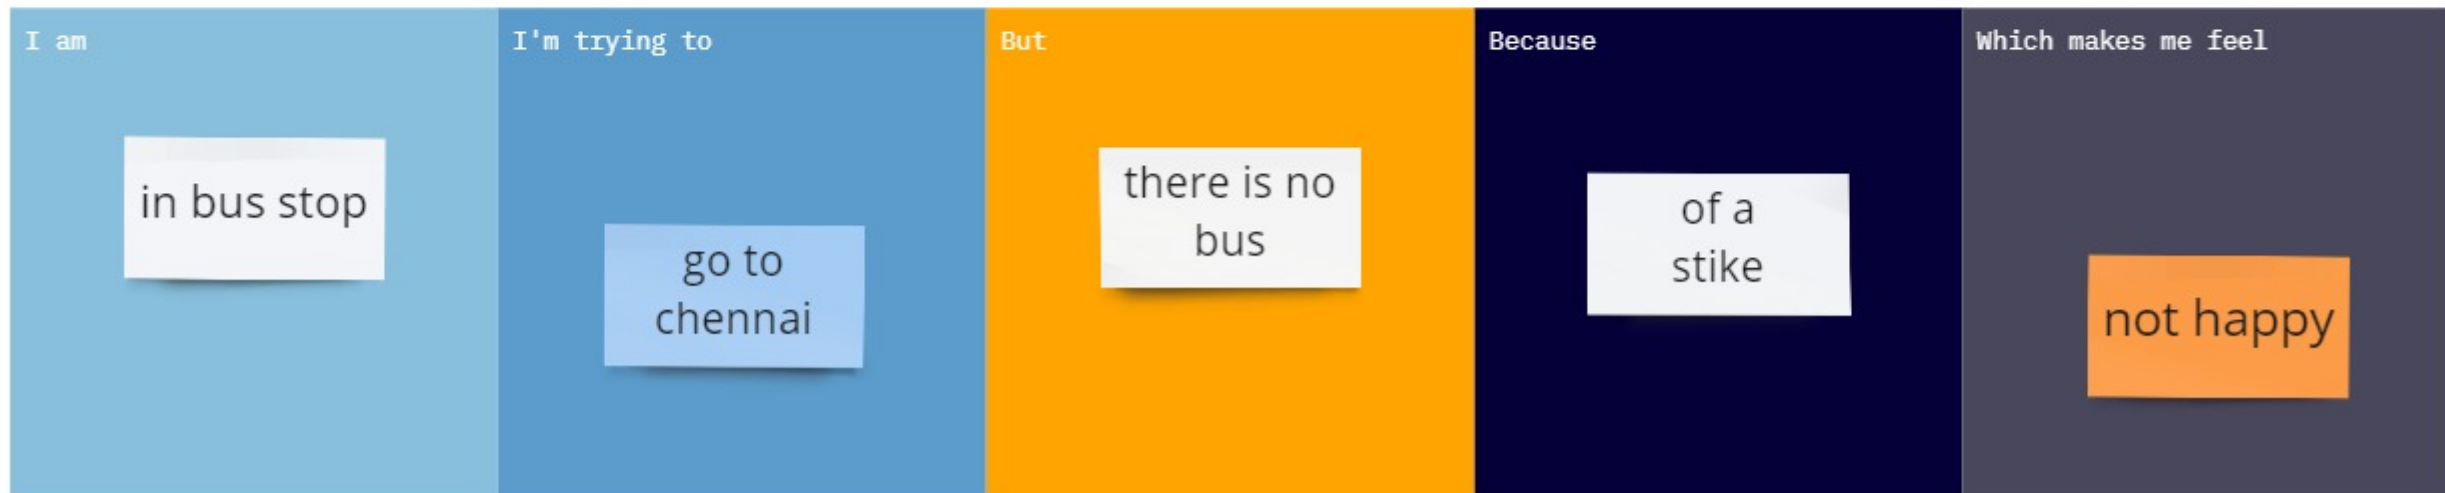 I am
in bus stop
I'm trying to
go to
chennai
But
there is no
bus
Because
of a
stike
Which makes me feel
not happy